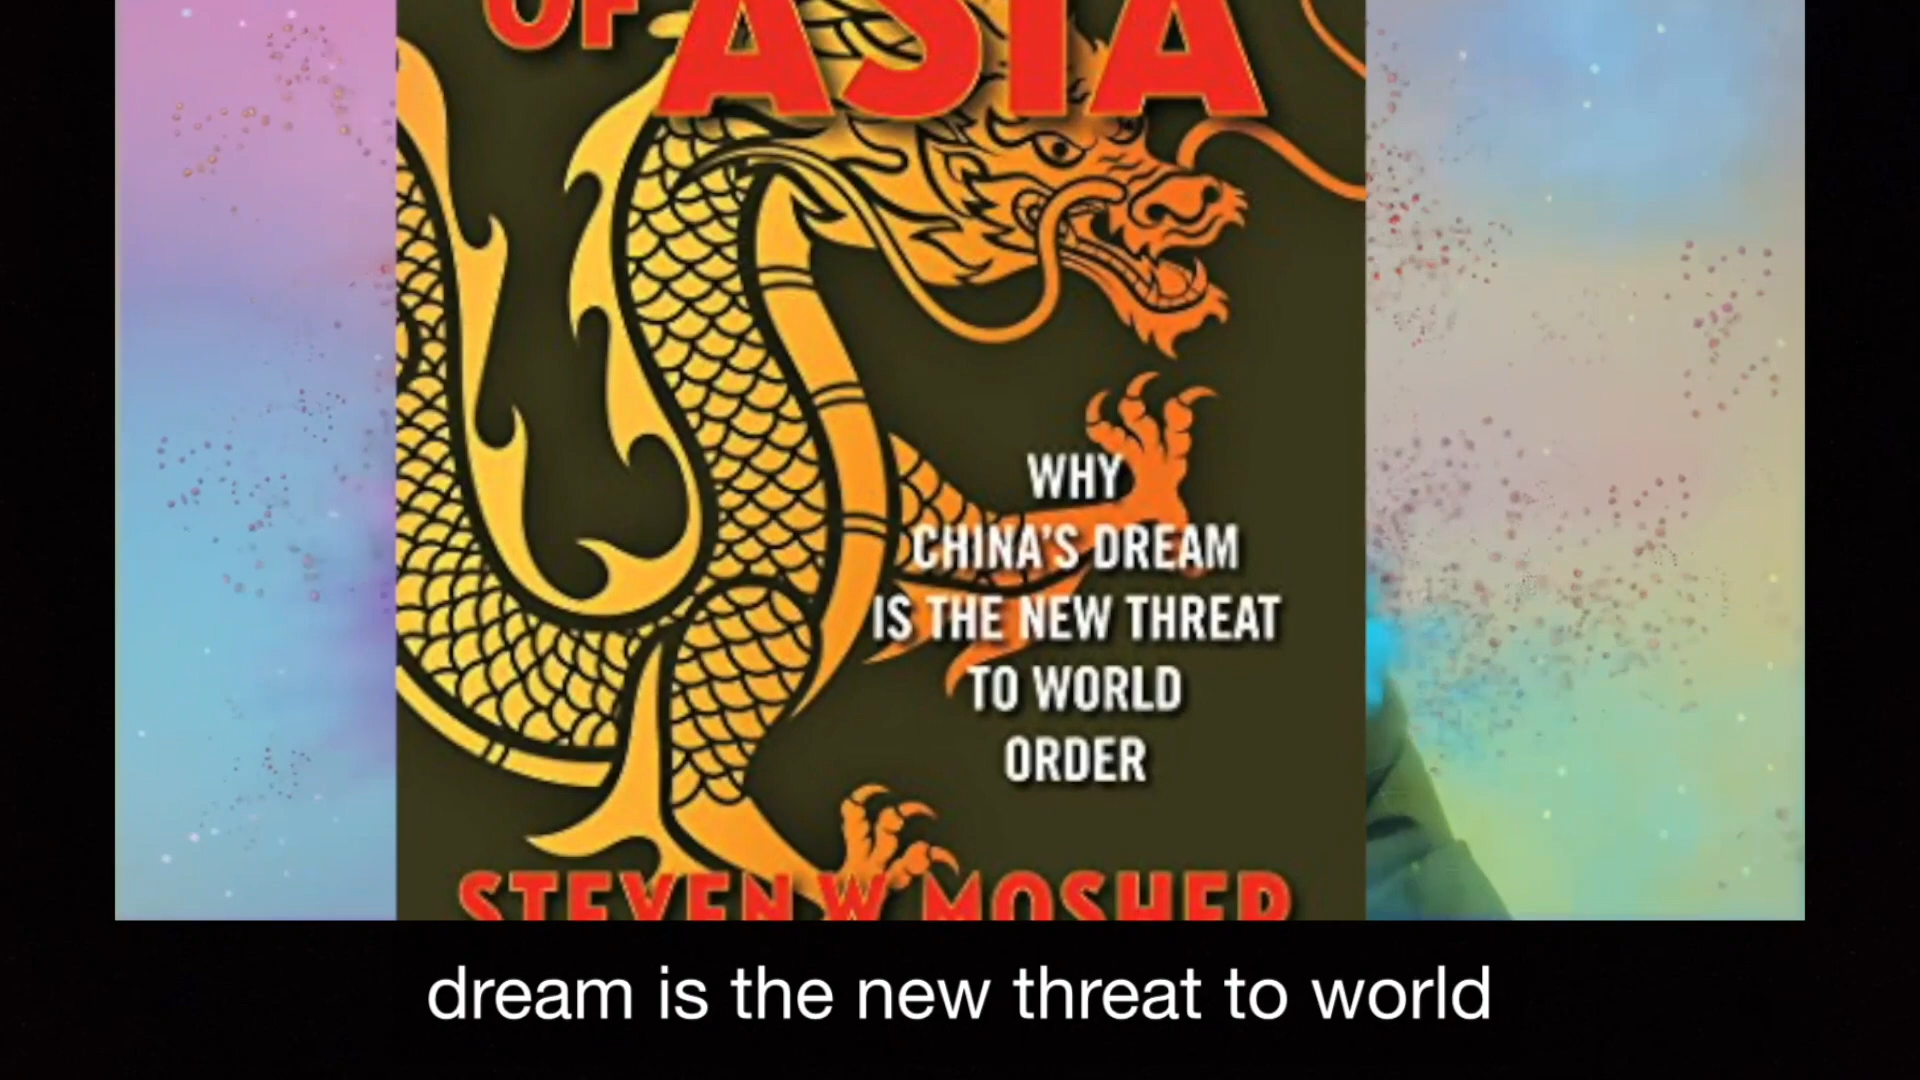 OF ASIA
WHY
CHINA'S DREAM
IS THE NEW THREAT
TO WORLD
ORDER
STEVEN W MOSHER
dream is the new threat to world